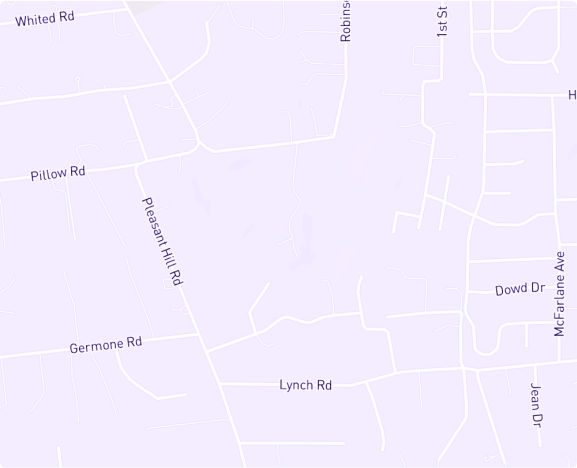 Whited Rd
Robins
1st St
H
Pillow Rd
Pleasant Hill Rd
McFarlane Ave
Dowd Dr
Germone Rd
Lynch Rd
Jean Dr